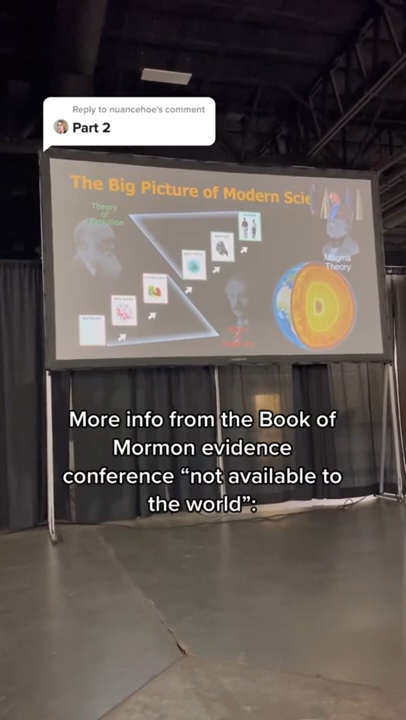 Reply to nuancehoe's comment
Part 2
The Big Picture of Modern Scie
Theory
of
Evolution
Magma
Theory
More info from the Book of
Mormon evidence
conference “not available to
the world”: